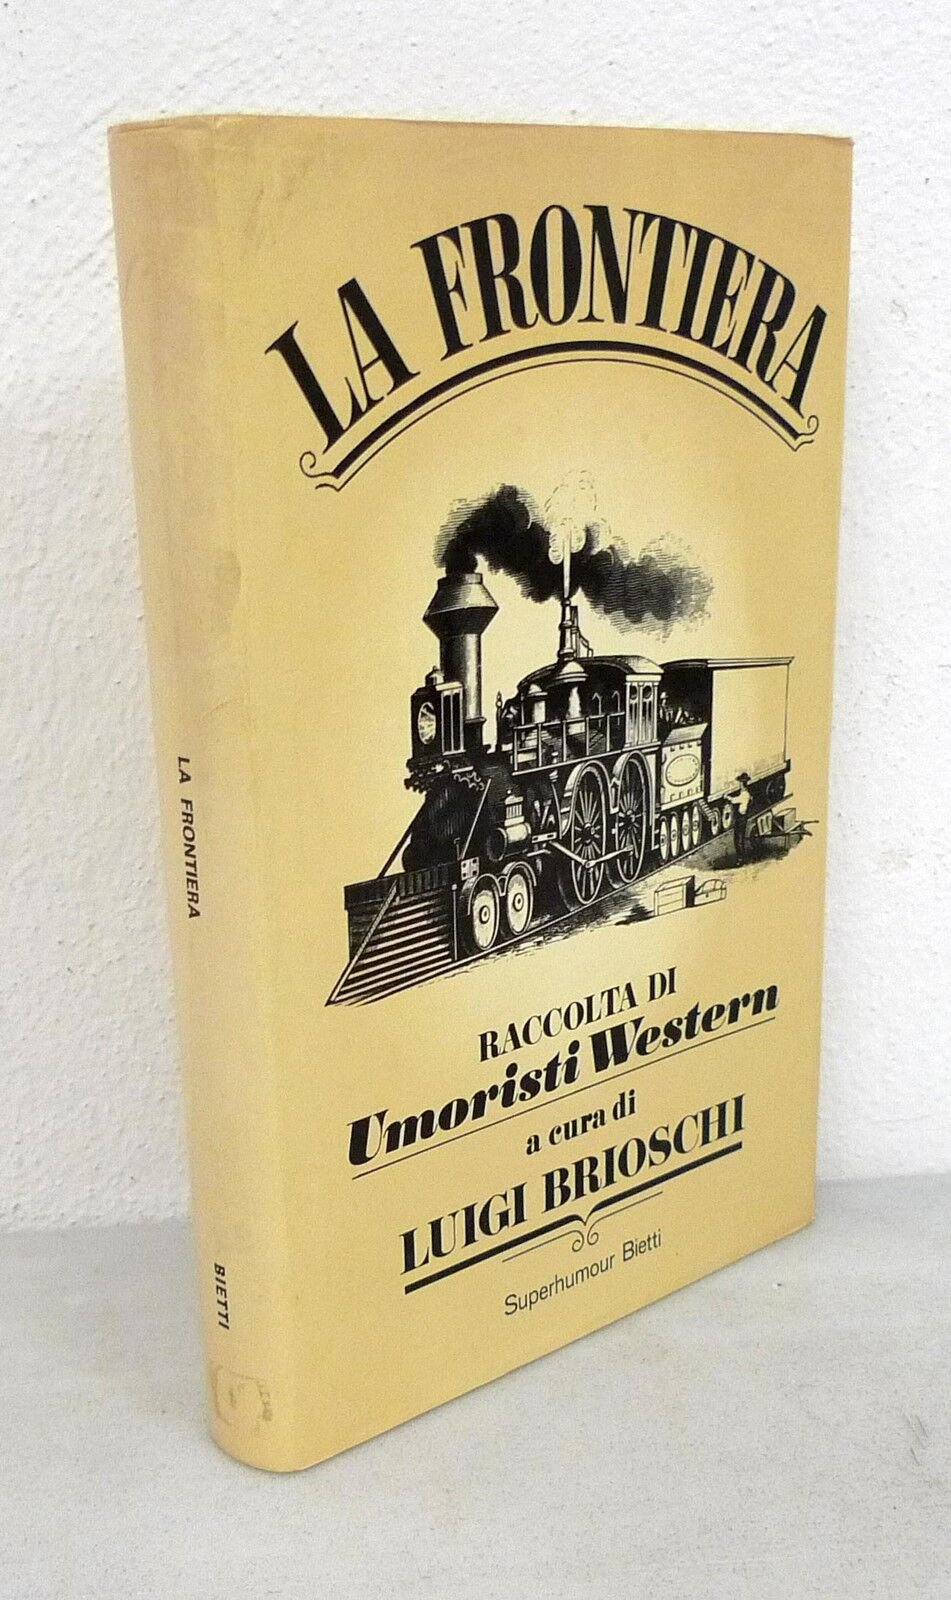 LA FRONTIERA
RACCOLTA DI
Umoristi Western
a cura di
LUIGI BRIOSCHI
Superhumour Bietti
LA FRONTIERA
BIETTI